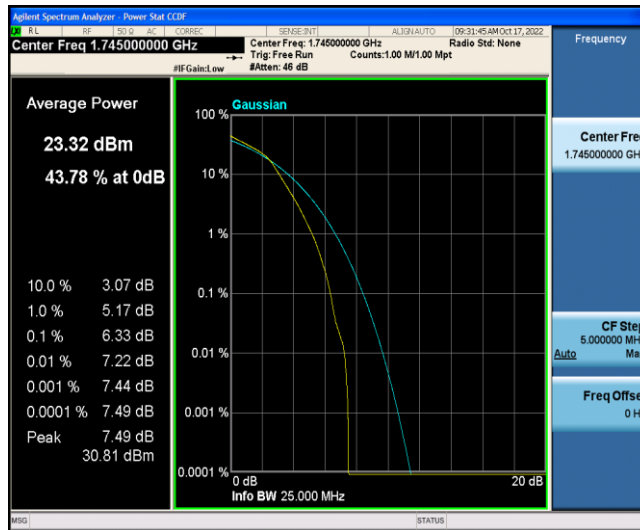 Agilent Spectrum Analyzer - Power Stat CCDF
RL RF 50 Ω AC CORREC SENSE:INT ALIGN AUTO 09:31:45 AM Oct 17, 2022
Center Freq 1.745000000 GHz
Center Freq: 1.745000000 GHz Radio Std: None
Trig: Free Run Counts:1.00 M/1.00 Mpt
#IFGain:Low #Atten: 46 dB
Frequency
Average Power
23.32 dBm
43.78 % at 0dB
10.0 % 3.07 dB
1.0 % 5.17 dB
0.1 % 6.33 dB
0.01 % 7.22 dB
0.001 % 7.44 dB
0.0001 % 7.49 dB
Peak 7.49 dB
30.81 dBm
Gaussian
100 %
10 %
1 %
0.1 %
0.01 %
0.001 %
0.0001 %
0 dB 20 dB
Info BW 25.000 MHz
Center Fre
1.745000000 GH
CF Step
5.000000 MH
Auto Ma
Freq Offse
0 H
MSG STATUS